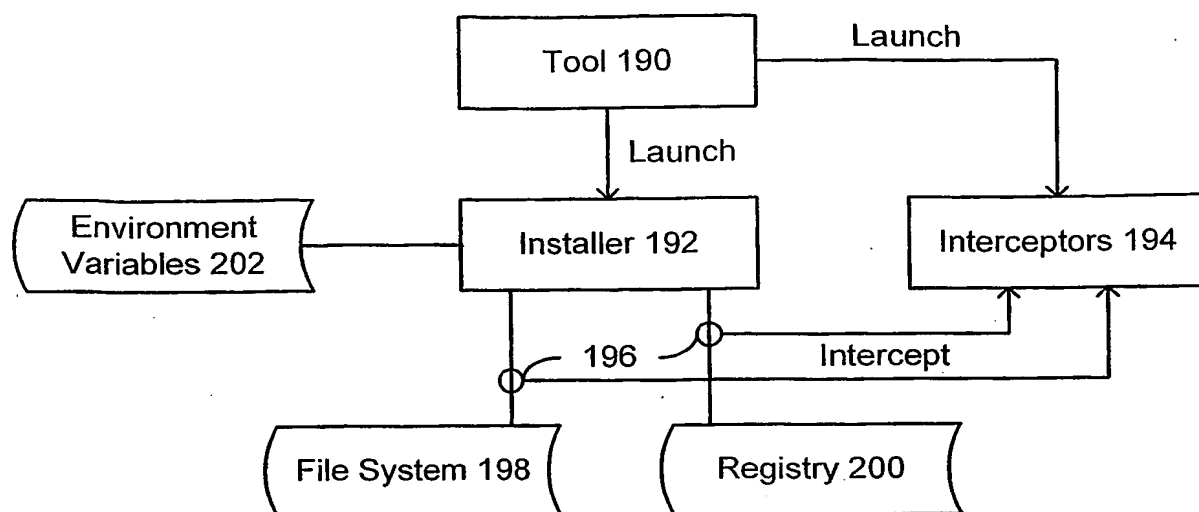 Launch
Tool 190
Launch
Environment
Variables 202
Installer 192
Interceptors 194
196
Intercept
File System 198
Registry 200